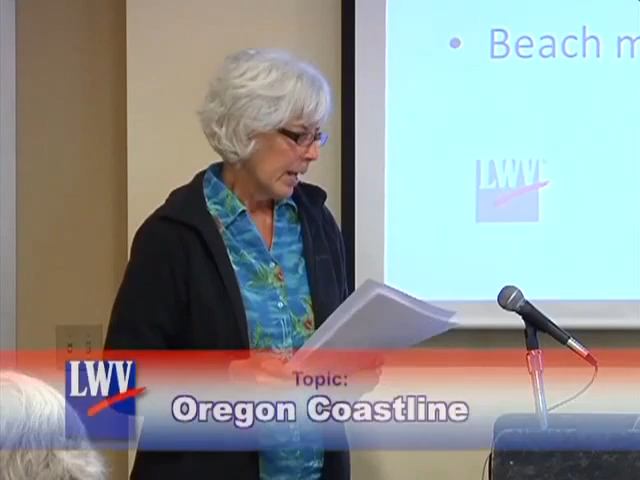 • Beach m
LWV
LWV
Topic:
Oregon Coastline